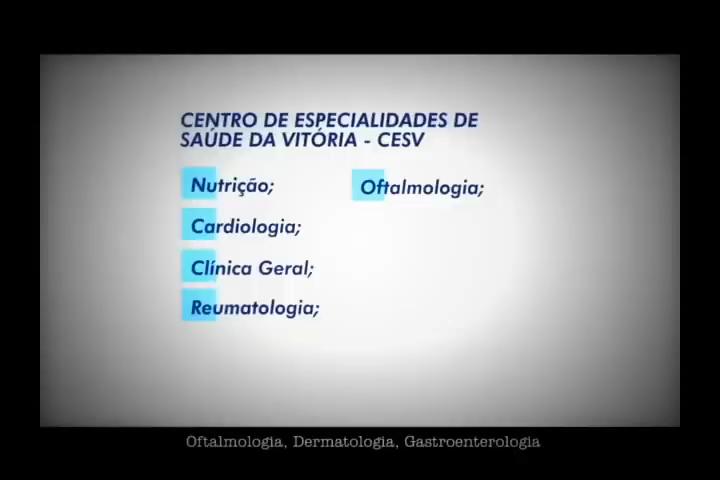 CENTRO DE ESPECIALIDADES DE
SAÚDE DA VITÓRIA - CESV
Nutrição;
Cardiologia;
Clínica Geral;
Reumatologia;
Oftalmologia;
Oftalmologia, Dermatologia, Gastroenterologia